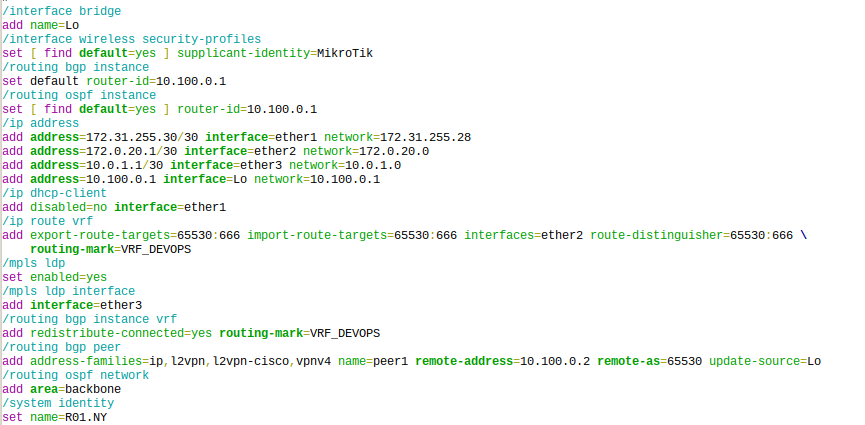 /interface bridge
add name=Lo
/interface wireless security-profiles
set [ find default=yes ] supplicant-identity=MikroTik
/routing bgp instance
set default router-id=10.100.0.1
/routing ospf instance
set [ find default=yes ] router-id=10.100.0.1
/ip address
add address=172.31.255.30/30 interface=ether1 network=172.31.255.28
add address=172.0.20.1/30 interface=ether2 network=172.0.20.0
add address=10.0.1.1/30 interface=ether3 network=10.0.1.0
add address=10.100.0.1 interface=Lo network=10.100.0.1
/ip dhcp-client
add disabled=no interface=ether1
/ip route vrf
add export-route-targets=65530:666 import-route-targets=65530:666 interfaces=ether2 route-distinguisher=65530:666 \
    routing-mark=VRF_DEVOPS
/mpls ldp
set enabled=yes
/mpls ldp interface
add interface=ether3
/routing bgp instance vrf
add redistribute-connected=yes routing-mark=VRF_DEVOPS
/routing bgp peer
add address-families=ip,l2vpn,l2vpn-cisco,vpnv4 name=peer1 remote-address=10.100.0.2 remote-as=65530 update-source=Lo
/routing ospf network
add area=backbone
/system identity
set name=R01.NY